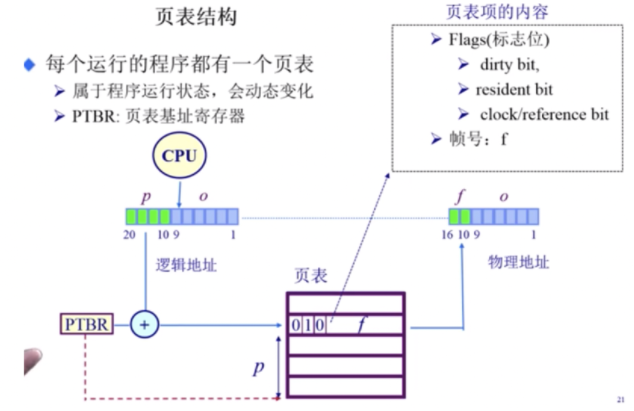 页表结构
每个运行的程序都有一个页表
属于程序运行状态，会动态变化
PTBR: 页表基址寄存器
页表项的内容
Flags(标志位)
dirty bit,
resident bit
clock/reference bit
帧号：f
CPU
p o
20 10 9 1
逻辑地址
f o
16 10 9 1
物理地址
页表
PTBR +
0 1 0 f
p
21